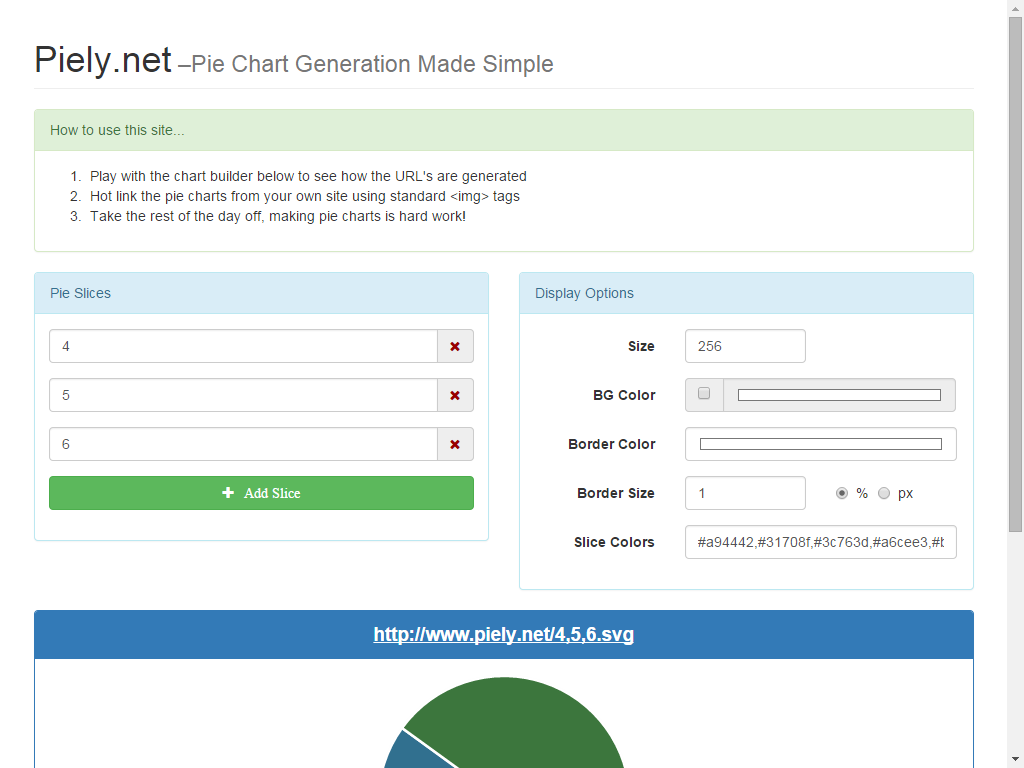 Piely.net –Pie Chart Generation Made Simple
How to use this site...
1. Play with the chart builder below to see how the URL's are generated
2. Hot link the pie charts from your own site using standard <img> tags
3. Take the rest of the day off, making pie charts is hard work!
Pie Slices
4
5
6
Add Slice
Display Options
Size 256
BG Color
Border Color
Border Size 1 % px
Slice Colors #a94442,#31708f,#3c763d,#a6cee3,#b
http://www.piely.net/4,5,6.svg